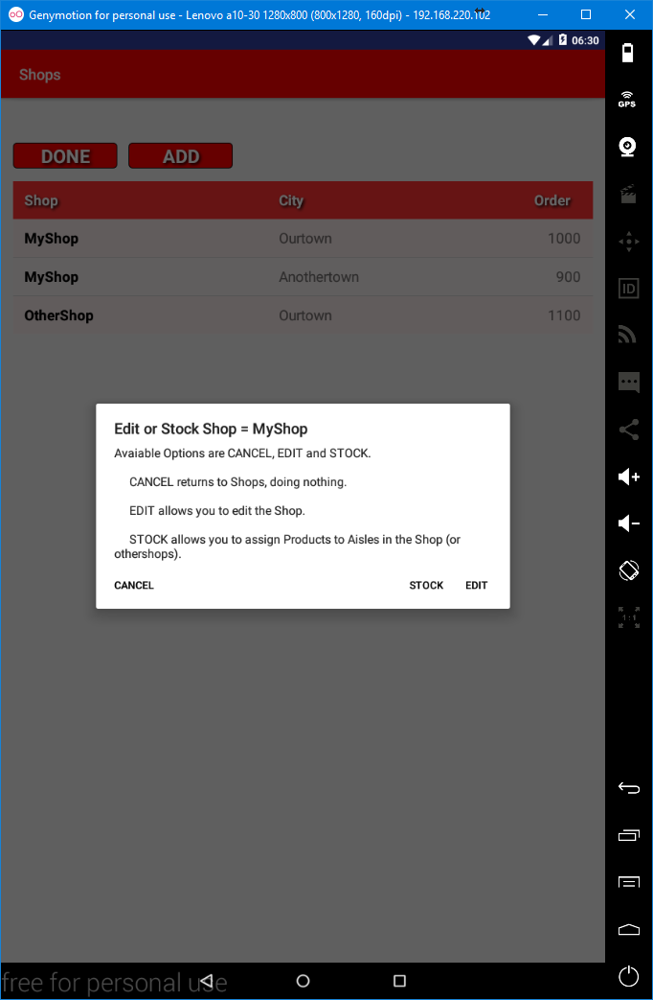 Genymotion for personal use - Lenovo a10-30 1280x800 (800x1280, 160dpi) - 192.168.220.102
06:30
GPS
Shops
DONE ADD
Shop City Order
MyShop Ourtown 1000
MyShop Anothertown 900
OtherShop Ourtown 1100
ID
Edit or Stock Shop = MyShop
Avaiable Options are CANCEL, EDIT and STOCK.
CANCEL returns to Shops, doing nothing.
EDIT allows you to edit the Shop.
STOCK allows you to assign Products to Aisles in the Shop (or
othershops).
CANCEL STOCK EDIT
1:1
free for personal use